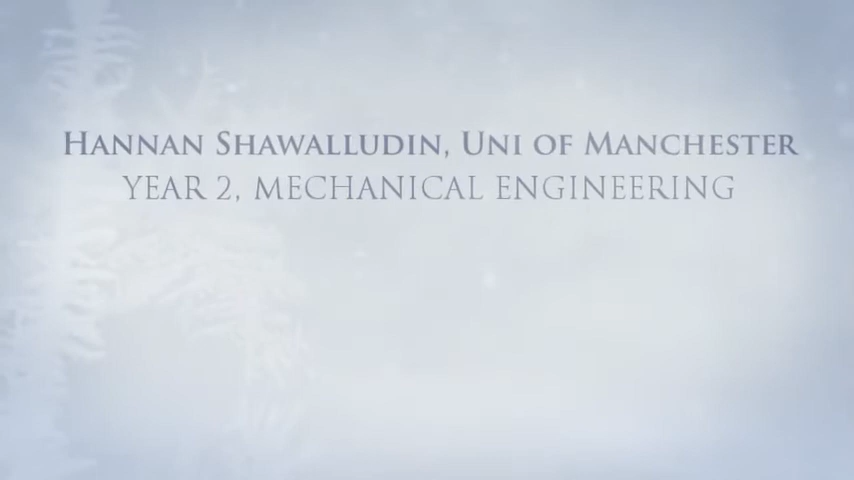 Hannan Shawalludin, Uni of Manchester
YEAR 2, MECHANICAL ENGINEERING